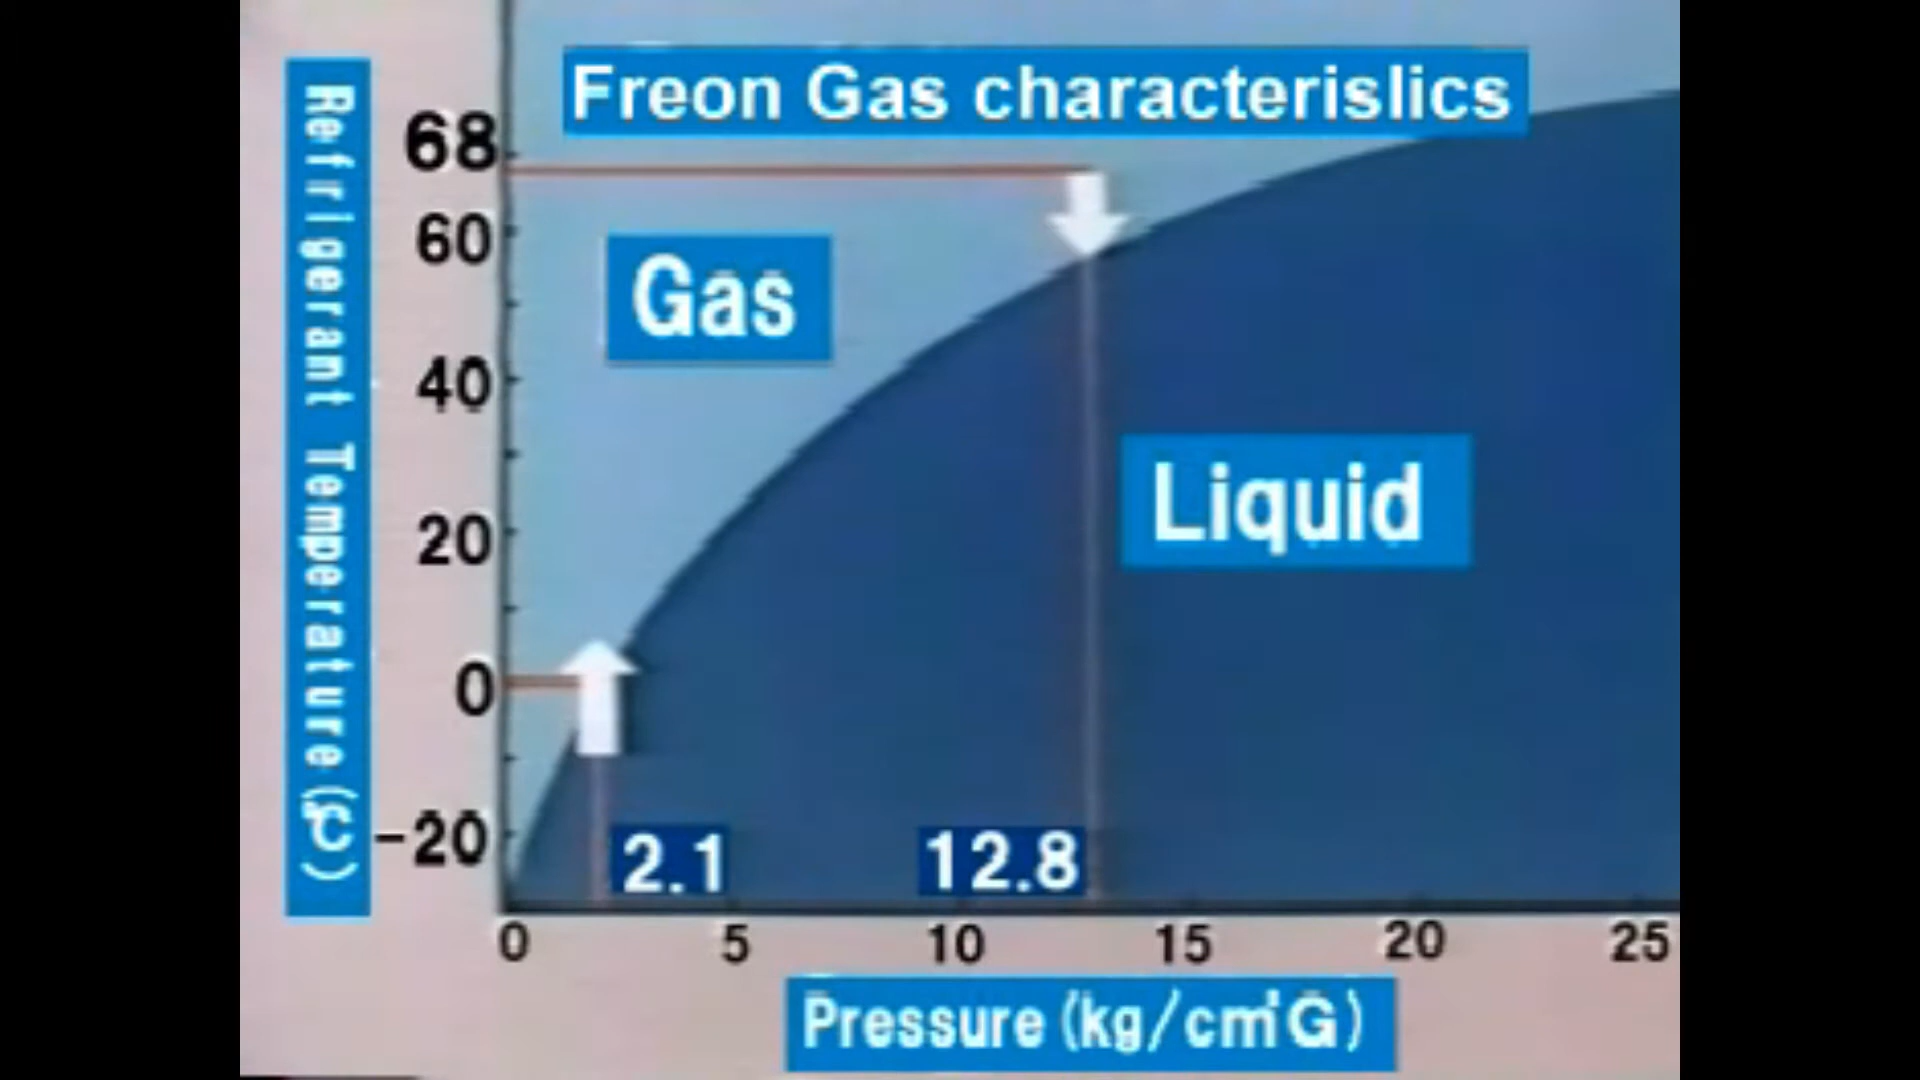 Freon Gas characterislics
Refrigerant Temperature (℃)
68
60
40
20
0
-20
Gas
Liquid
2.1
12.8
0 5 10 15 20 25
Pressure (kg/cm²G)